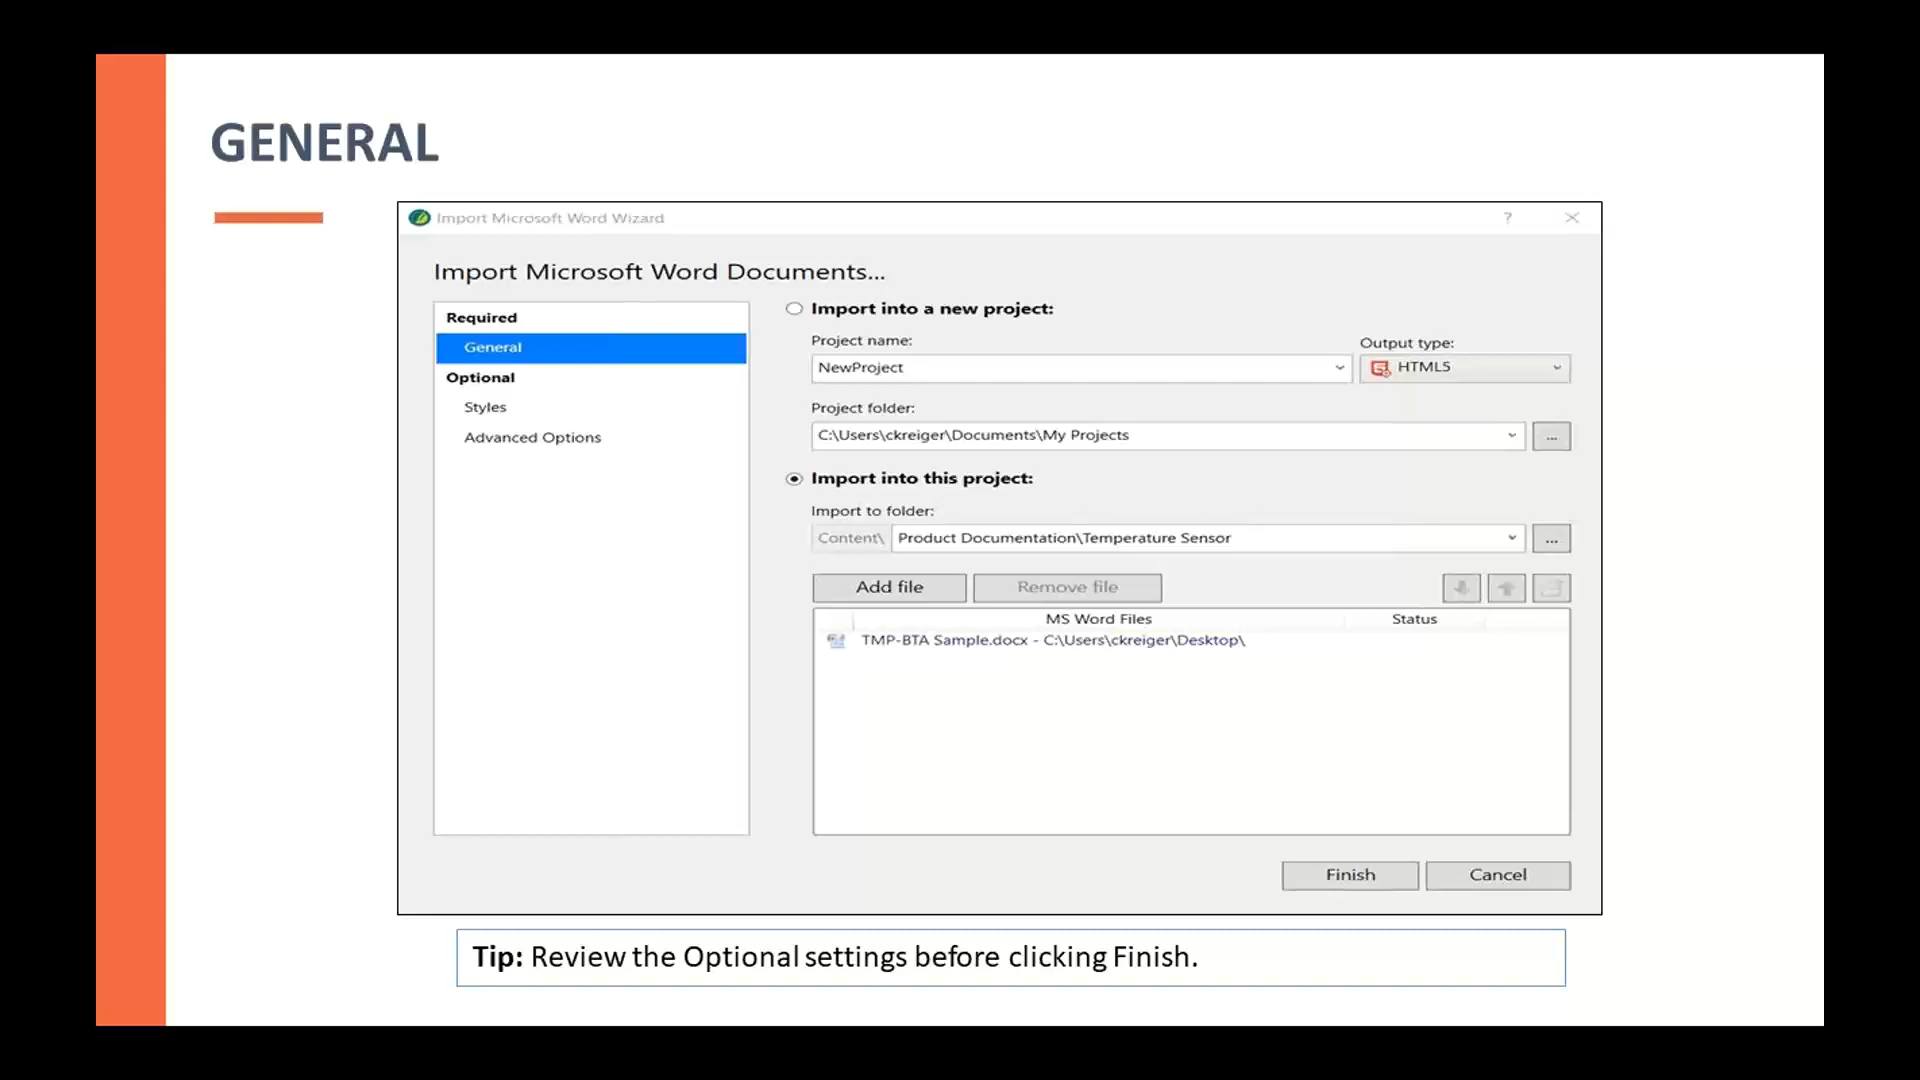 GENERAL
Import Microsoft Word Wizard
?
Import Microsoft Word Documents...
Required
General
Optional
Styles
Advanced Options
Import into a new project:
Project name:
Output type:
NewProject
HTML5
Project folder:
C:\Users\ckreiger\Documents\My Projects
...
Import into this project:
Import to folder:
Content\
Product Documentation\Temperature Sensor
...
Add file
Remove file
MS Word Files
Status
TMP-BTA Sample.docx - C:\Users\ckreiger\Desktop\
Finish
Cancel
Tip: Review the Optional settings before clicking Finish.